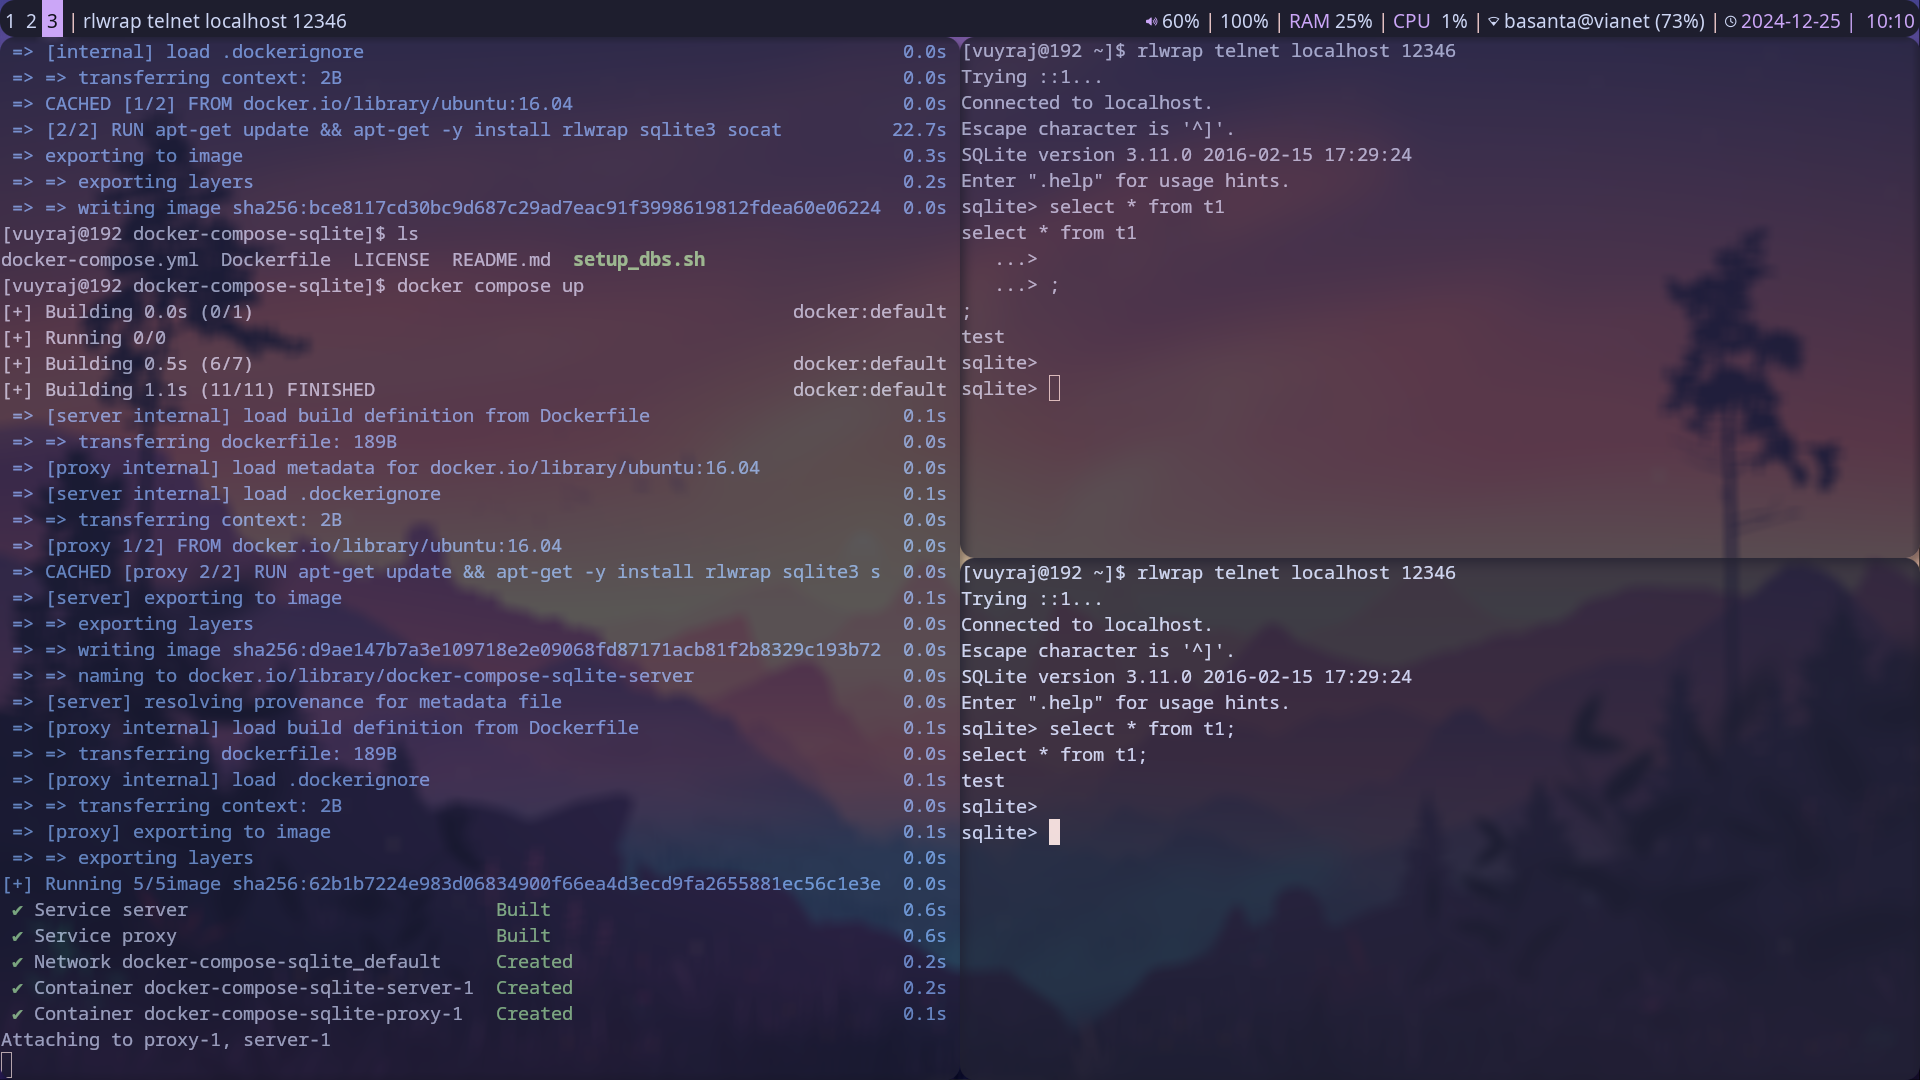 1 2 3 | rlwrap telnet localhost 12346
60% | 100% | RAM 25% | CPU 1% | basanta@vianet (73%) | 2024-12-25 | 10:10
=> [internal] load .dockerignore 0.0s
=> => transferring context: 2B 0.0s
=> CACHED [1/2] FROM docker.io/library/ubuntu:16.04 0.0s
=> [2/2] RUN apt-get update && apt-get -y install rlwrap sqlite3 socat 22.7s
=> exporting to image 0.3s
=> => exporting layers 0.2s
=> => writing image sha256:bce8117cd30bc9d687c29ad7eac91f3998619812fdea60e06224 0.0s
[vuyraj@192 docker-compose-sqlite]$ ls
docker-compose.yml Dockerfile LICENSE README.md setup_dbs.sh
[vuyraj@192 docker-compose-sqlite]$ docker compose up
[+] Building 0.0s (0/1) docker:default
[+] Running 0/0
[+] Building 0.5s (6/7) docker:default
[+] Building 1.1s (11/11) FINISHED docker:default
=> [server internal] load build definition from Dockerfile 0.1s
=> => transferring dockerfile: 189B 0.0s
=> [proxy internal] load metadata for docker.io/library/ubuntu:16.04 0.0s
=> [server internal] load .dockerignore 0.1s
=> => transferring context: 2B 0.0s
=> [proxy 1/2] FROM docker.io/library/ubuntu:16.04 0.0s
=> CACHED [proxy 2/2] RUN apt-get update && apt-get -y install rlwrap sqlite3 s 0.0s
=> [server] exporting to image 0.1s
=> => exporting layers 0.0s
=> => writing image sha256:d9ae147b7a3e109718e2e09068fd87171acb81f2b8329c193b72 0.0s
=> => naming to docker.io/library/docker-compose-sqlite-server 0.0s
=> [server] resolving provenance for metadata file 0.0s
=> [proxy internal] load build definition from Dockerfile 0.1s
=> => transferring dockerfile: 189B 0.0s
=> [proxy internal] load .dockerignore 0.1s
=> => transferring context: 2B 0.0s
=> [proxy] exporting to image 0.1s
=> => exporting layers 0.0s
[+] Running 5/5image sha256:62b1b7224e983d06834900f66ea4d3ecd9fa2655881ec56c1e3e 0.0s
✔ Service server Built 0.6s
✔ Service proxy Built 0.6s
✔ Network docker-compose-sqlite_default Created 0.2s
✔ Container docker-compose-sqlite-server-1 Created 0.2s
✔ Container docker-compose-sqlite-proxy-1 Created 0.1s
Attaching to proxy-1, server-1
[vuyraj@192 ~]$ rlwrap telnet localhost 12346
Trying ::1...
Connected to localhost.
Escape character is '^]'.
SQLite version 3.11.0 2016-02-15 17:29:24
Enter ".help" for usage hints.
sqlite> select * from t1
select * from t1
...>
...> ;
;
test
sqlite>
sqlite>
[vuyraj@192 ~]$ rlwrap telnet localhost 12346
Trying ::1...
Connected to localhost.
Escape character is '^]'.
SQLite version 3.11.0 2016-02-15 17:29:24
Enter ".help" for usage hints.
sqlite> select * from t1;
select * from t1;
test
sqlite>
sqlite>